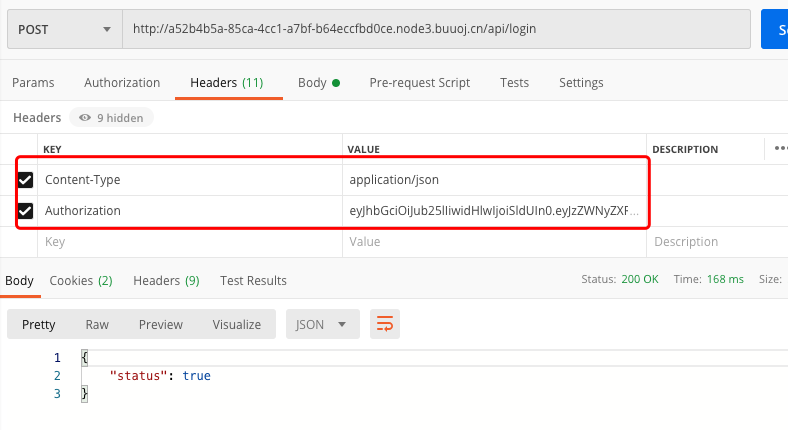 POST http://a52b4b5a-85ca-4cc1-a7bf-b64eccfbd0ce.node3.buuoj.cn/api/login
Params Authorization Headers (11) Body Pre-request Script Tests Settings
Headers 9 hidden
KEY VALUE DESCRIPTION
Content-Type application/json
Authorization eyJhbGciOiJub25lIiwidHlwIjoiSldUIn0.eyJzZWNyZXF...
Key Value Description
Body Cookies (2) Headers (9) Test Results Status: 200 OK Time: 168 ms Size:
Pretty Raw Preview Visualize JSON
1 {
2 "status": true
3 }